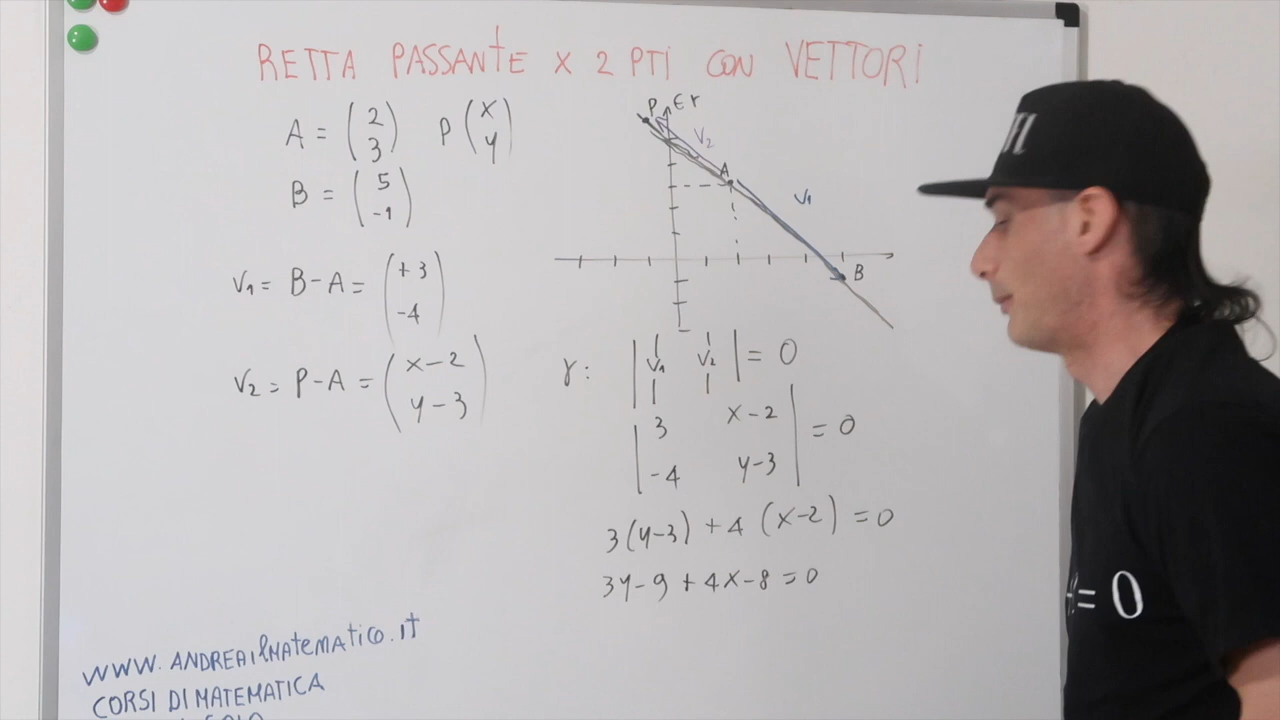 RETTA PASSANTE X 2 PTI CON VETTORI
A = (2 3) P (x y)
B = (5 -1)
V1 = B-A = (+3 -4)
V2 = P-A = (x-2 y-3)
P ∈ r
V2
A
V1
B
r: | V1 V2 | = 0
| 3 x-2 |
| -4 y-3 | = 0
3(y-3) + 4 (x-2) = 0
3y-9 + 4x-8 = 0
www.ANDREAilMATEMATICO.it
CORSI DI MATEMATICA
= 0